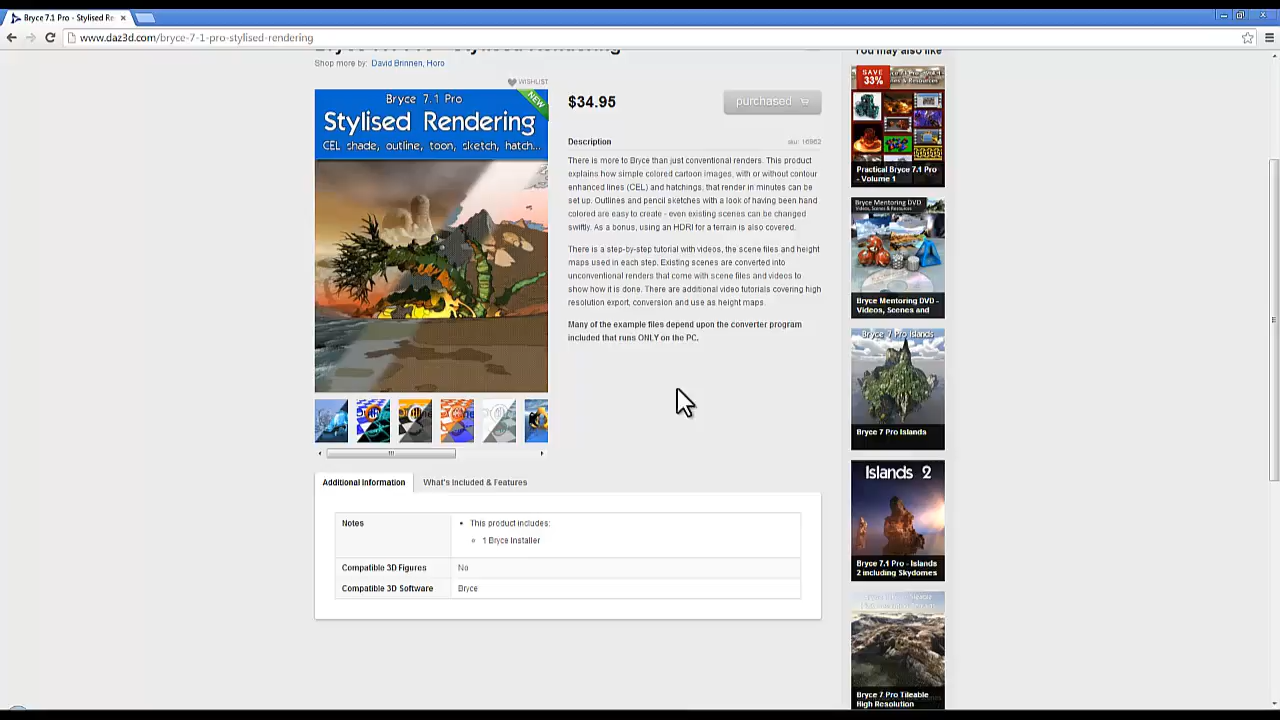 Bryce 7.1 Pro - Stylised Re
www.daz3d.com/bryce-7-1-pro-stylised-rendering
Bryce 7.1 Pro - Stylised Rendering
Shop more by: David Brinnen, Horo
WISHLIST
Bryce 7.1 Pro
NEW
Stylised Rendering
CEL shade, outline, toon, sketch, hatch...
$34.95
purchased
Description
sku: 16962
There is more to Bryce than just conventional renders. This product
explains how simple colored cartoon images, with or without contour
enhanced lines (CEL) and hatchings, that render in minutes can be
set up. Outlines and pencil sketches with a look of having been hand
colored are easy to create - even existing scenes can be changed
swiftly. As a bonus, using an HDRI for a terrain is also covered.
There is a step-by-step tutorial with videos, the scene files and height
maps used in each step. Existing scenes are converted into
unconventional renders that come with scene files and videos to
show how it is done. There are additional video tutorials covering high
resolution export, conversion and use as height maps.
Many of the example files depend upon the converter program
included that runs ONLY on the PC.
Additional Information
What's Included & Features
Notes
This product includes:
1 Bryce Installer
Compatible 3D Figures
No
Compatible 3D Software
Bryce
You may also like
SAVE
33%
Practical Bryce 7.1 Pro
- Volume 1
Bryce Mentoring DVD
Videos, Scenes & Resources
Bryce Mentoring DVD -
Videos, Scenes and
Bryce 7 Pro Islands
Bryce 7 Pro Islands
Islands 2
Bryce 7.1 Pro - Islands
2 including Skydomes
Bryce 7 Pro Tileable
High Resolution